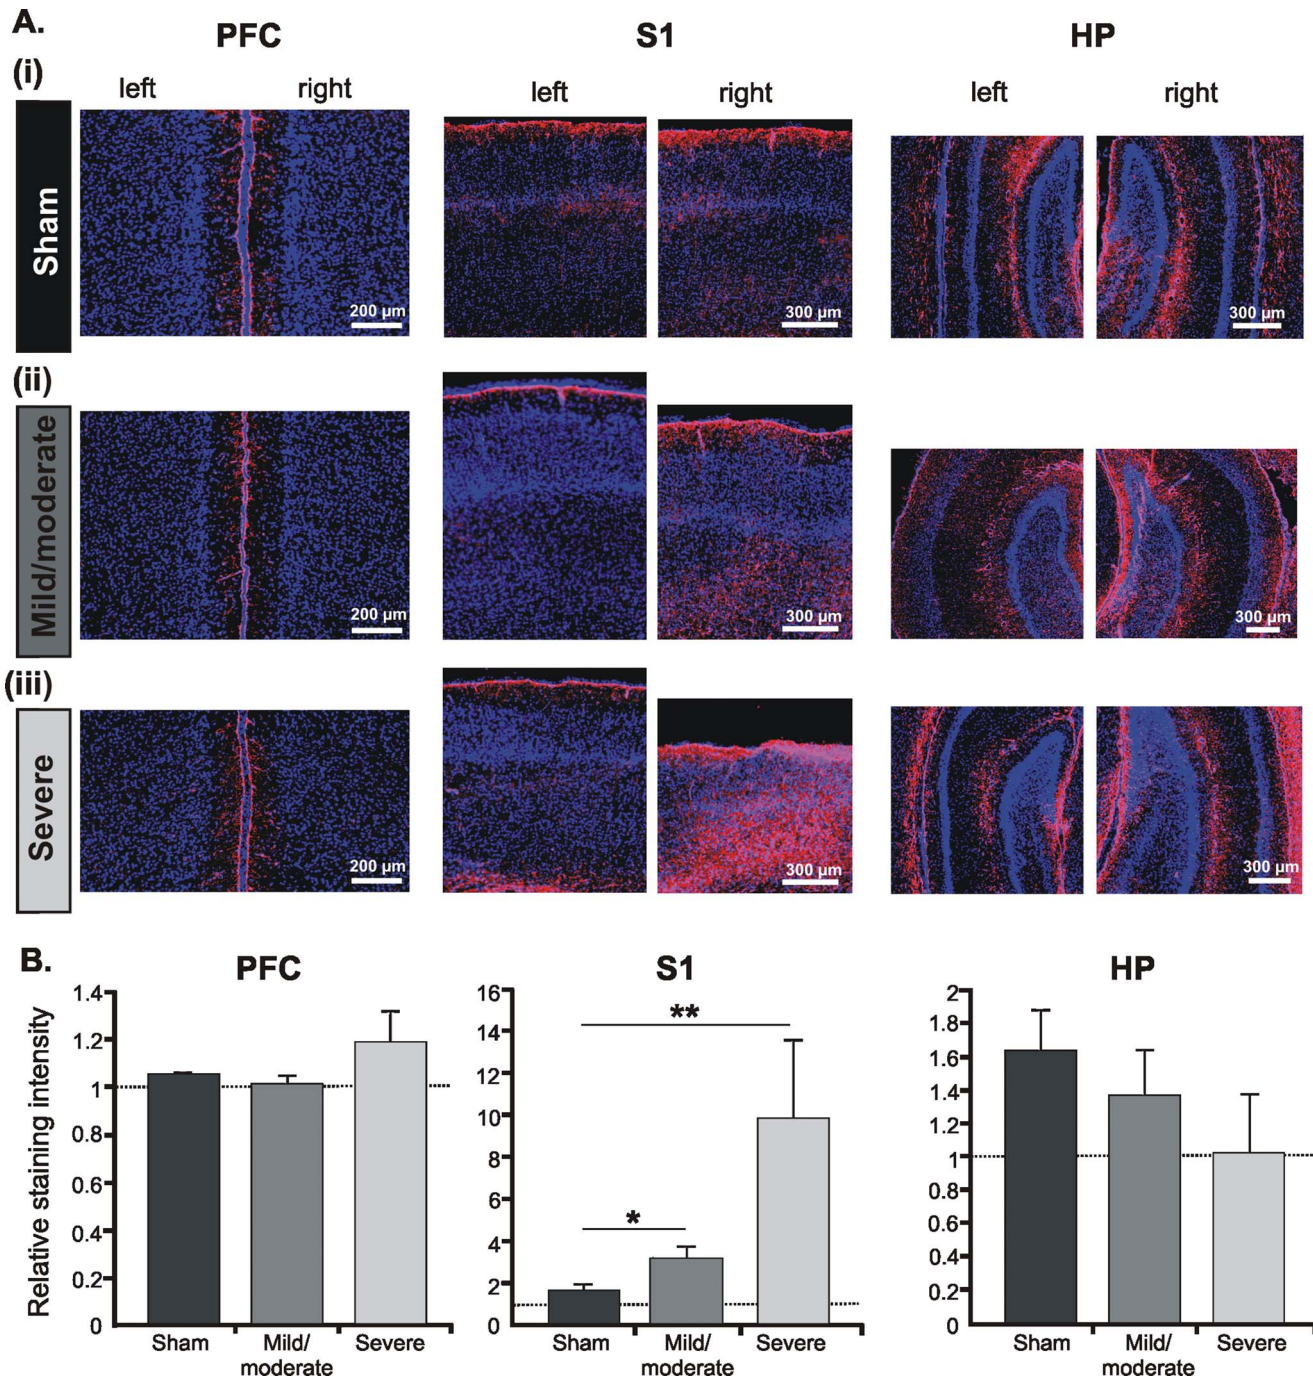 A.
PFC
S1
HP
(i)
left
right
left
right
left
right
Sham
200 µm
300 µm
300 µm
(ii)
Mild/moderate
200 µm
300 µm
300 µm
(iii)
Severe
200 µm
300 µm
300 µm
B.
PFC
Relative staining intensity
1.4
1.2
1
0.8
0.6
0.4
0.2
0
Sham
Mild/
moderate
Severe
S1
16
14
12
10
8
6
4
2
0
**
*
Sham
Mild/
moderate
Severe
HP
2
1.8
1.6
1.4
1.2
1
0.8
0.6
0.4
0.2
0
Sham
Mild/
moderate
Severe